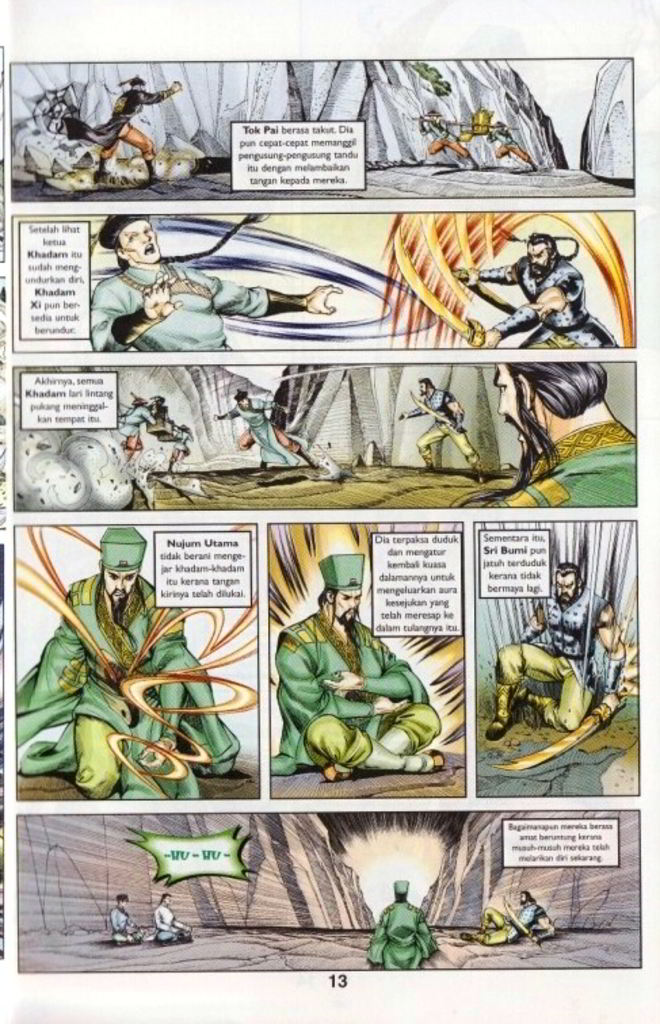 Tok Pai berasa takut. Dia
pun cepat-cepat memanggil
pengusung-pengusung tandu
itu dengan melambaikan
tangan kepada mereka.
Setelah lihat
ketua
Khadam
itu
sudah meng-
undurkan diri,
Khadam
Xi pun ber-
sedia untuk
berundur.
Akhirnya, semua
Khadam lari lintang
pukang meninggal-
kan tempat itu.
Nujum Utama
tidak berani menge-
jar khadam-khadam
itu kerana tangan
kirinya telah dilukai.
Dia terpaksa duduk
dan mengatur
kembali kuasa
dalamannya untuk
mengeluarkan aura
kesejukan yang
telah meresap ke
dalam tulangnya itu.
Sementara itu,
Sri Bumi pun
jatuh terduduk
kerana tidak
bermaya lagi.
--HU -- HU--
Bagaimanapun mereka berasa
amat beruntung kerana
musuh-musuh mereka telah
melarikan diri sekarang.
13